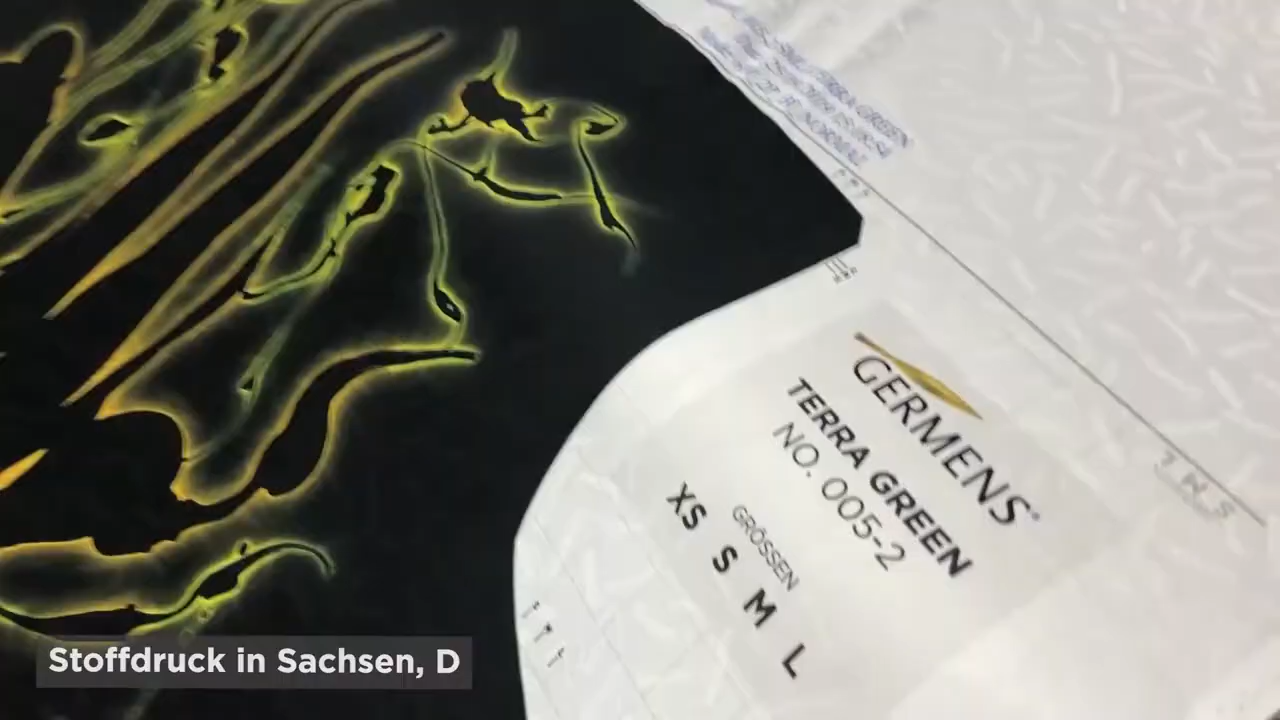 GERMENS®
TERRA GREEN
NO. 005-2
GRÖSSEN
XS S M L
Stoffdruck in Sachsen, D